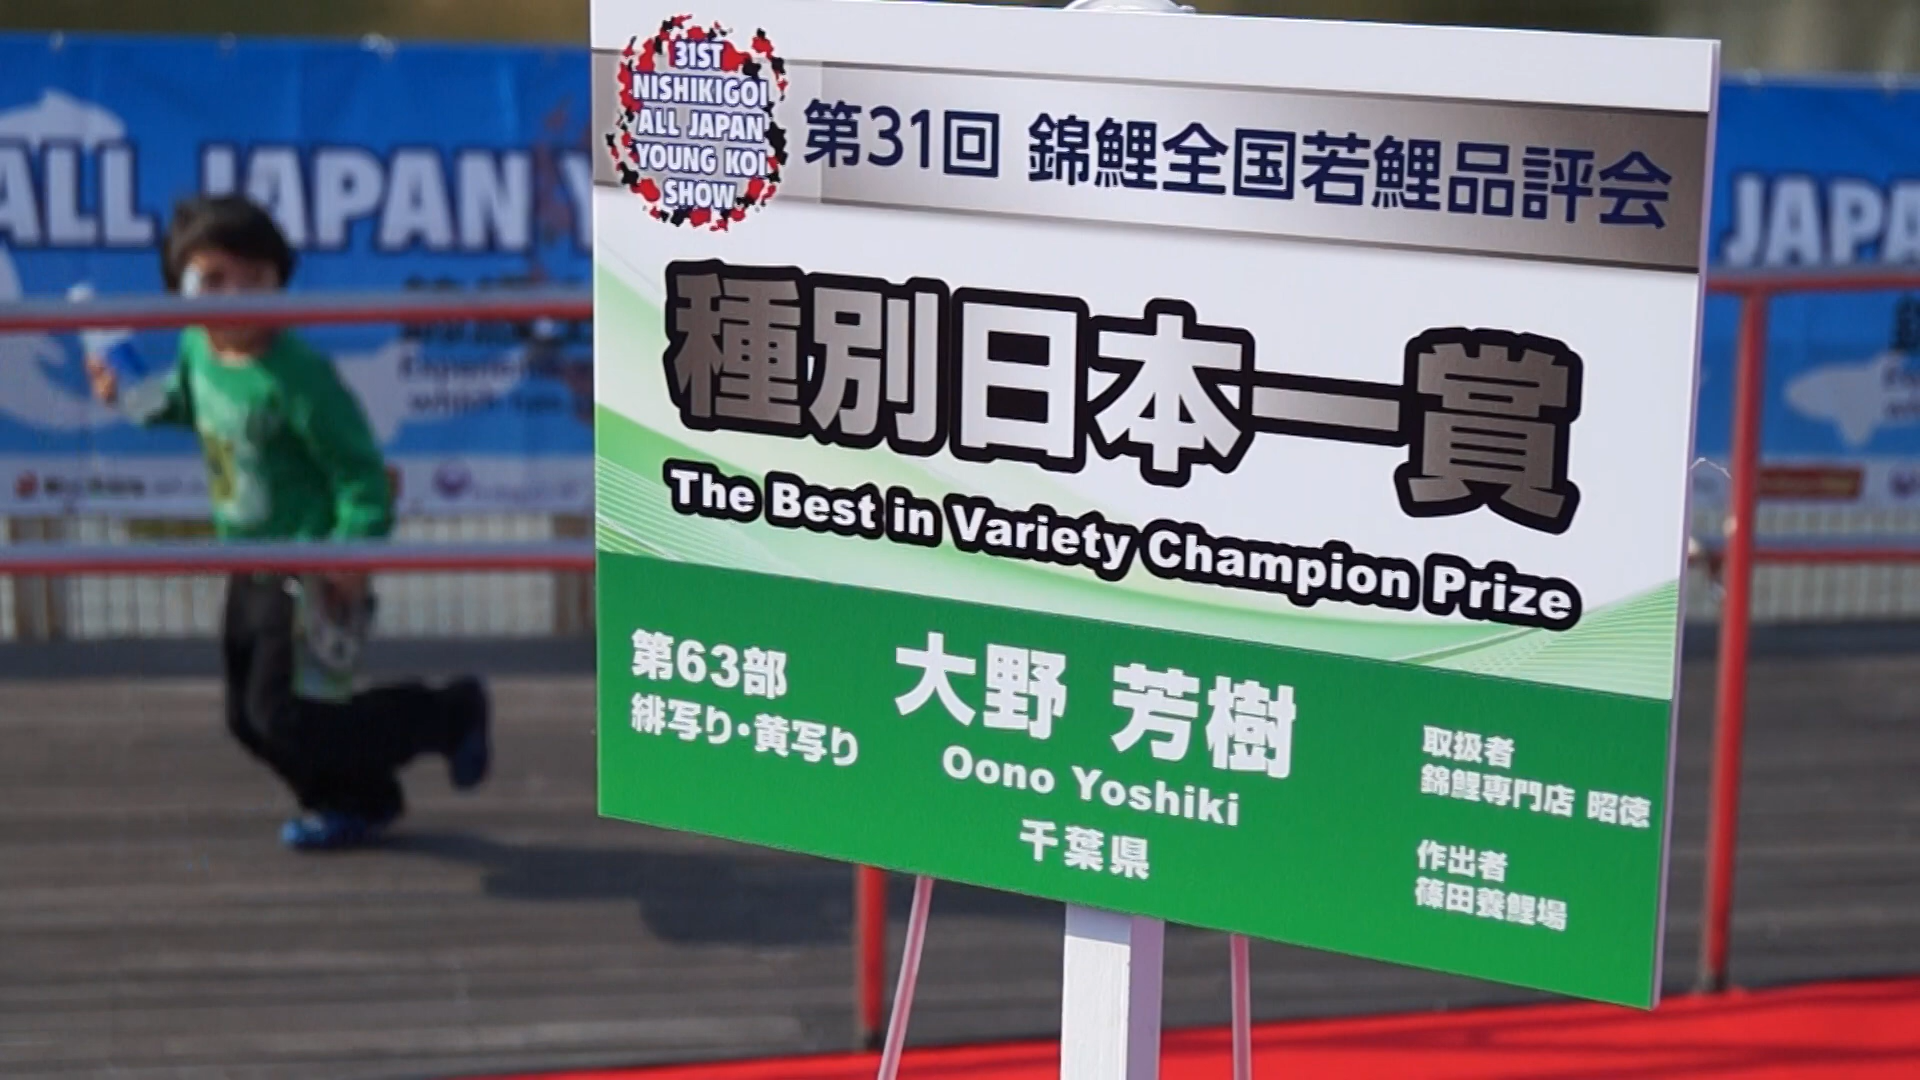 31ST
NISHIKIGOI
ALL JAPAN
YOUNG KOI
SHOW
第31回 錦鯉全国若鯉品評会
種別日本一賞
The Best in Variety Champion Prize
第63部
緋写り・黄写り
大野 芳樹
Oono Yoshiki
千葉県
取扱者
錦鯉専門店 昭徳
作出者
篠田養鯉場
ALL JAPAN Y
JAPA